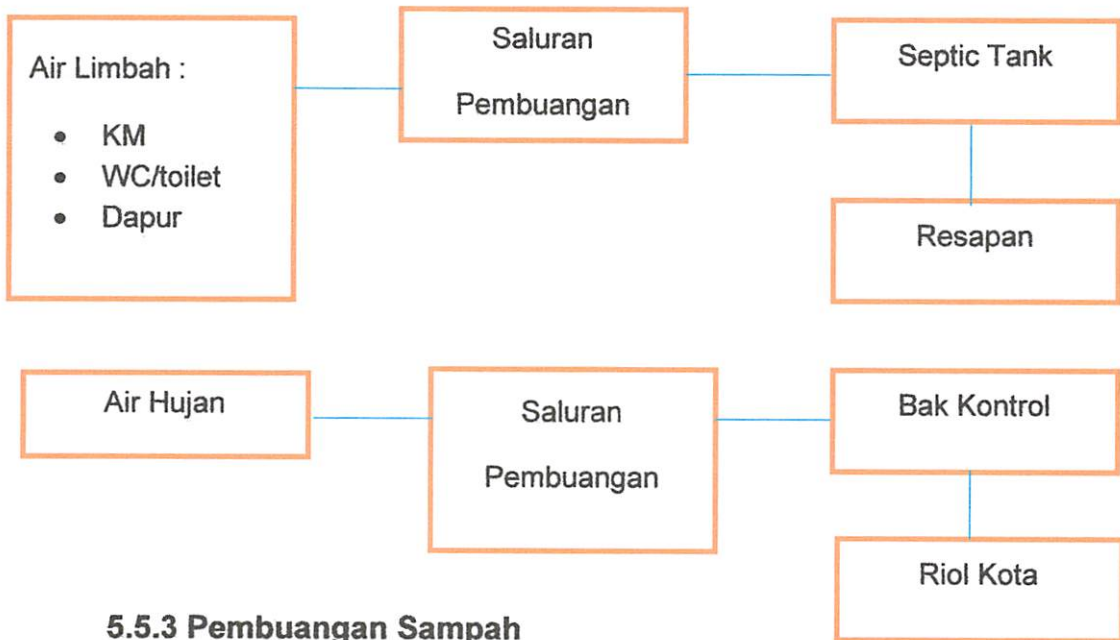 Air Limbah :
• KM
• WC/toilet
• Dapur
Saluran
Pembuangan
Septic Tank
Resapan
Air Hujan
Saluran
Pembuangan
Bak Kontrol
Riol Kota
5.5.3 Pembuangan Sampah